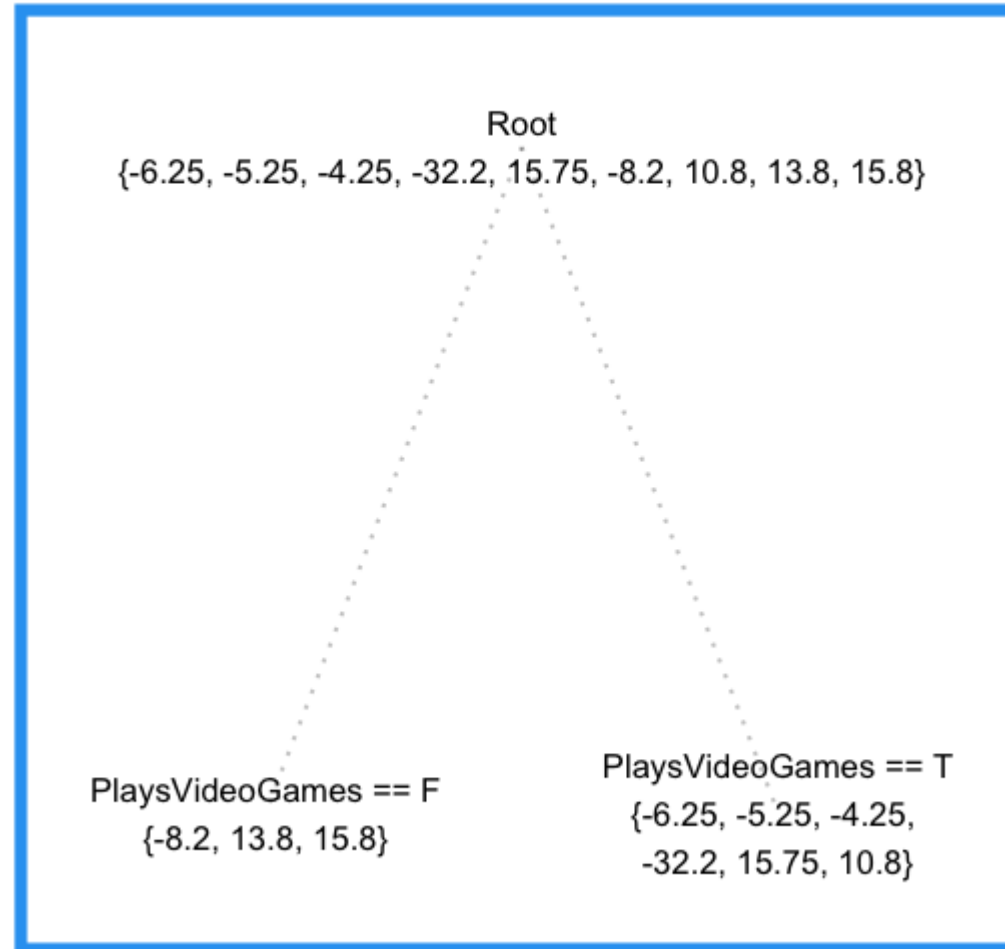 Root
{-6.25, -5.25, -4.25, -32.2, 15.75, -8.2, 10.8, 13.8, 15.8}
PlaysVideoGames == F
{-8.2, 13.8, 15.8}
PlaysVideoGames == T
{-6.25, -5.25, -4.25,
-32.2, 15.75, 10.8}